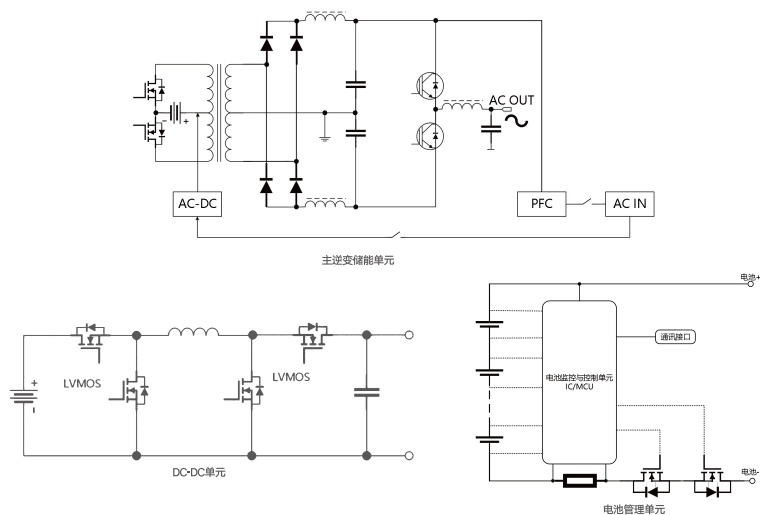 AC OUT
AC-DC
PFC
AC IN
主逆变储能单元
电池+
通讯接口
电池监控与控制单元
IC/MCU
LVMOS
LVMOS
DC-DC单元
电池-
电池管理单元